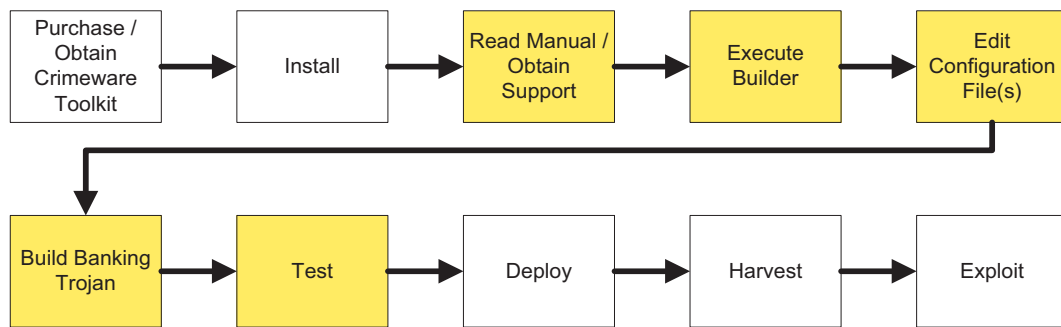 Purchase /
Obtain
Crimeware
Toolkit
Install
Read Manual /
Obtain
Support
Execute
Builder
Edit
Configuration
File(s)
Build Banking
Trojan
Test
Deploy
Harvest
Exploit